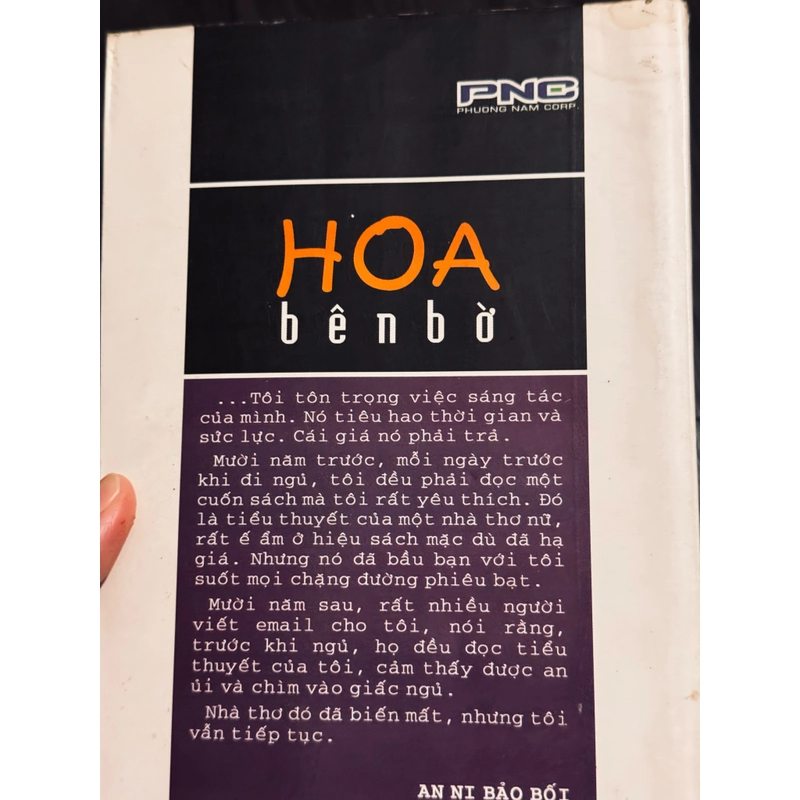 PNC
PHUONG NAM CORP.
HOA
bên bờ
...Tôi tôn trọng việc sáng tác
của mình. Nó tiêu hao thời gian và
sức lực. Cái giá nó phải trả.
Mười năm trước, mỗi ngày trước
khi đi ngủ, tôi đều phải đọc một
cuốn sách mà tôi rất yêu thích. Đó
là tiểu thuyết của một nhà thơ nữ,
rất ế ẩm ở hiệu sách mặc dù đã hạ
giá. Nhưng nó đã bầu bạn với tôi
suốt mọi chặng đường phiêu bạt.
Mười năm sau, rất nhiều người
viết email cho tôi, nói rằng,
trước khi ngủ, họ đều đọc tiểu
thuyết của tôi, cảm thấy được an
ủi và chìm vào giấc ngủ.
Nhà thơ đó đã biến mất, nhưng tôi
vẫn tiếp tục.
AN NI BẢO BỐI